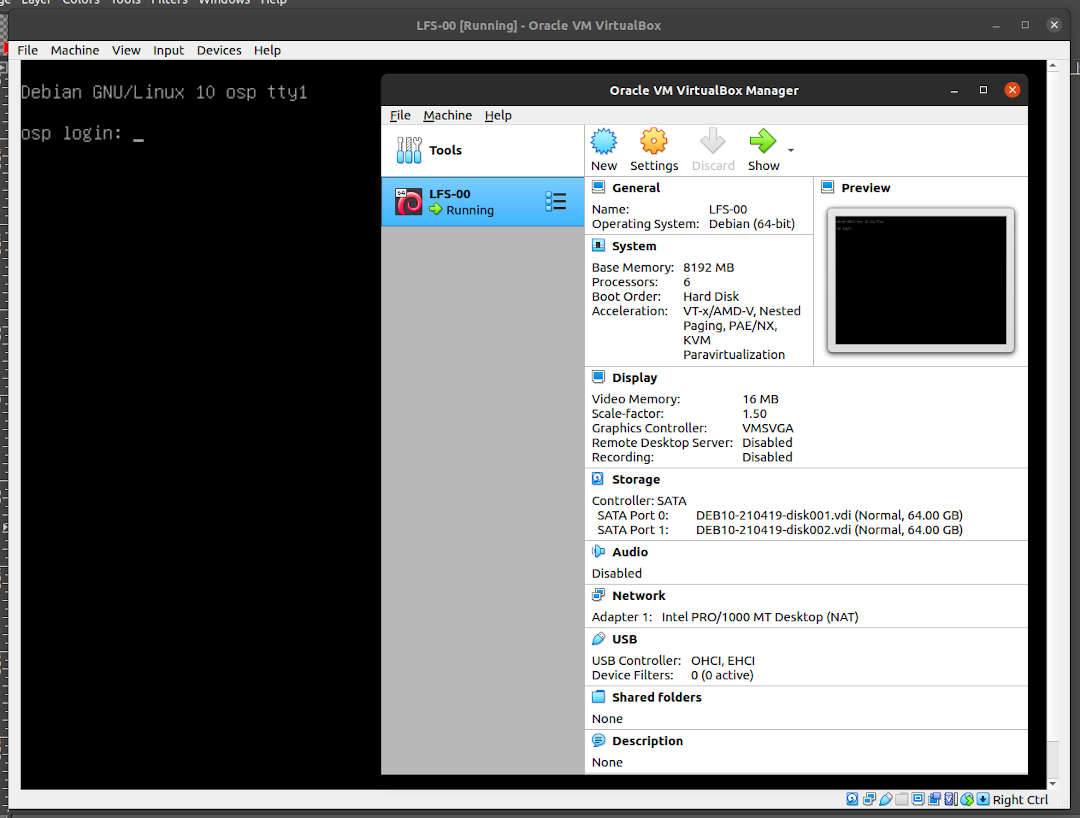 Layer Colors Tools Filters Windows Help
LFS-00 [Running] - Oracle VM VirtualBox
File Machine View Input Devices Help
Debian GNU/Linux 10 osp tty1
osp login: _
Oracle VM VirtualBox Manager
File Machine Help
Tools
New Settings Discard Show
64 LFS-00
Running
General
Name: LFS-00
Operating System: Debian (64-bit)
Preview
System
Base Memory: 8192 MB
Processors: 6
Boot Order: Hard Disk
Acceleration: VT-x/AMD-V, Nested
Paging, PAE/NX,
KVM
Paravirtualization
Display
Video Memory: 16 MB
Scale-factor: 1.50
Graphics Controller: VMSVGA
Remote Desktop Server: Disabled
Recording: Disabled
Storage
Controller: SATA
SATA Port 0: DEB10-210419-disk001.vdi (Normal, 64.00 GB)
SATA Port 1: DEB10-210419-disk002.vdi (Normal, 64.00 GB)
Audio
Disabled
Network
Adapter 1: Intel PRO/1000 MT Desktop (NAT)
USB
USB Controller: OHCI, EHCI
Device Filters: 0 (0 active)
Shared folders
None
Description
None
Right Ctrl